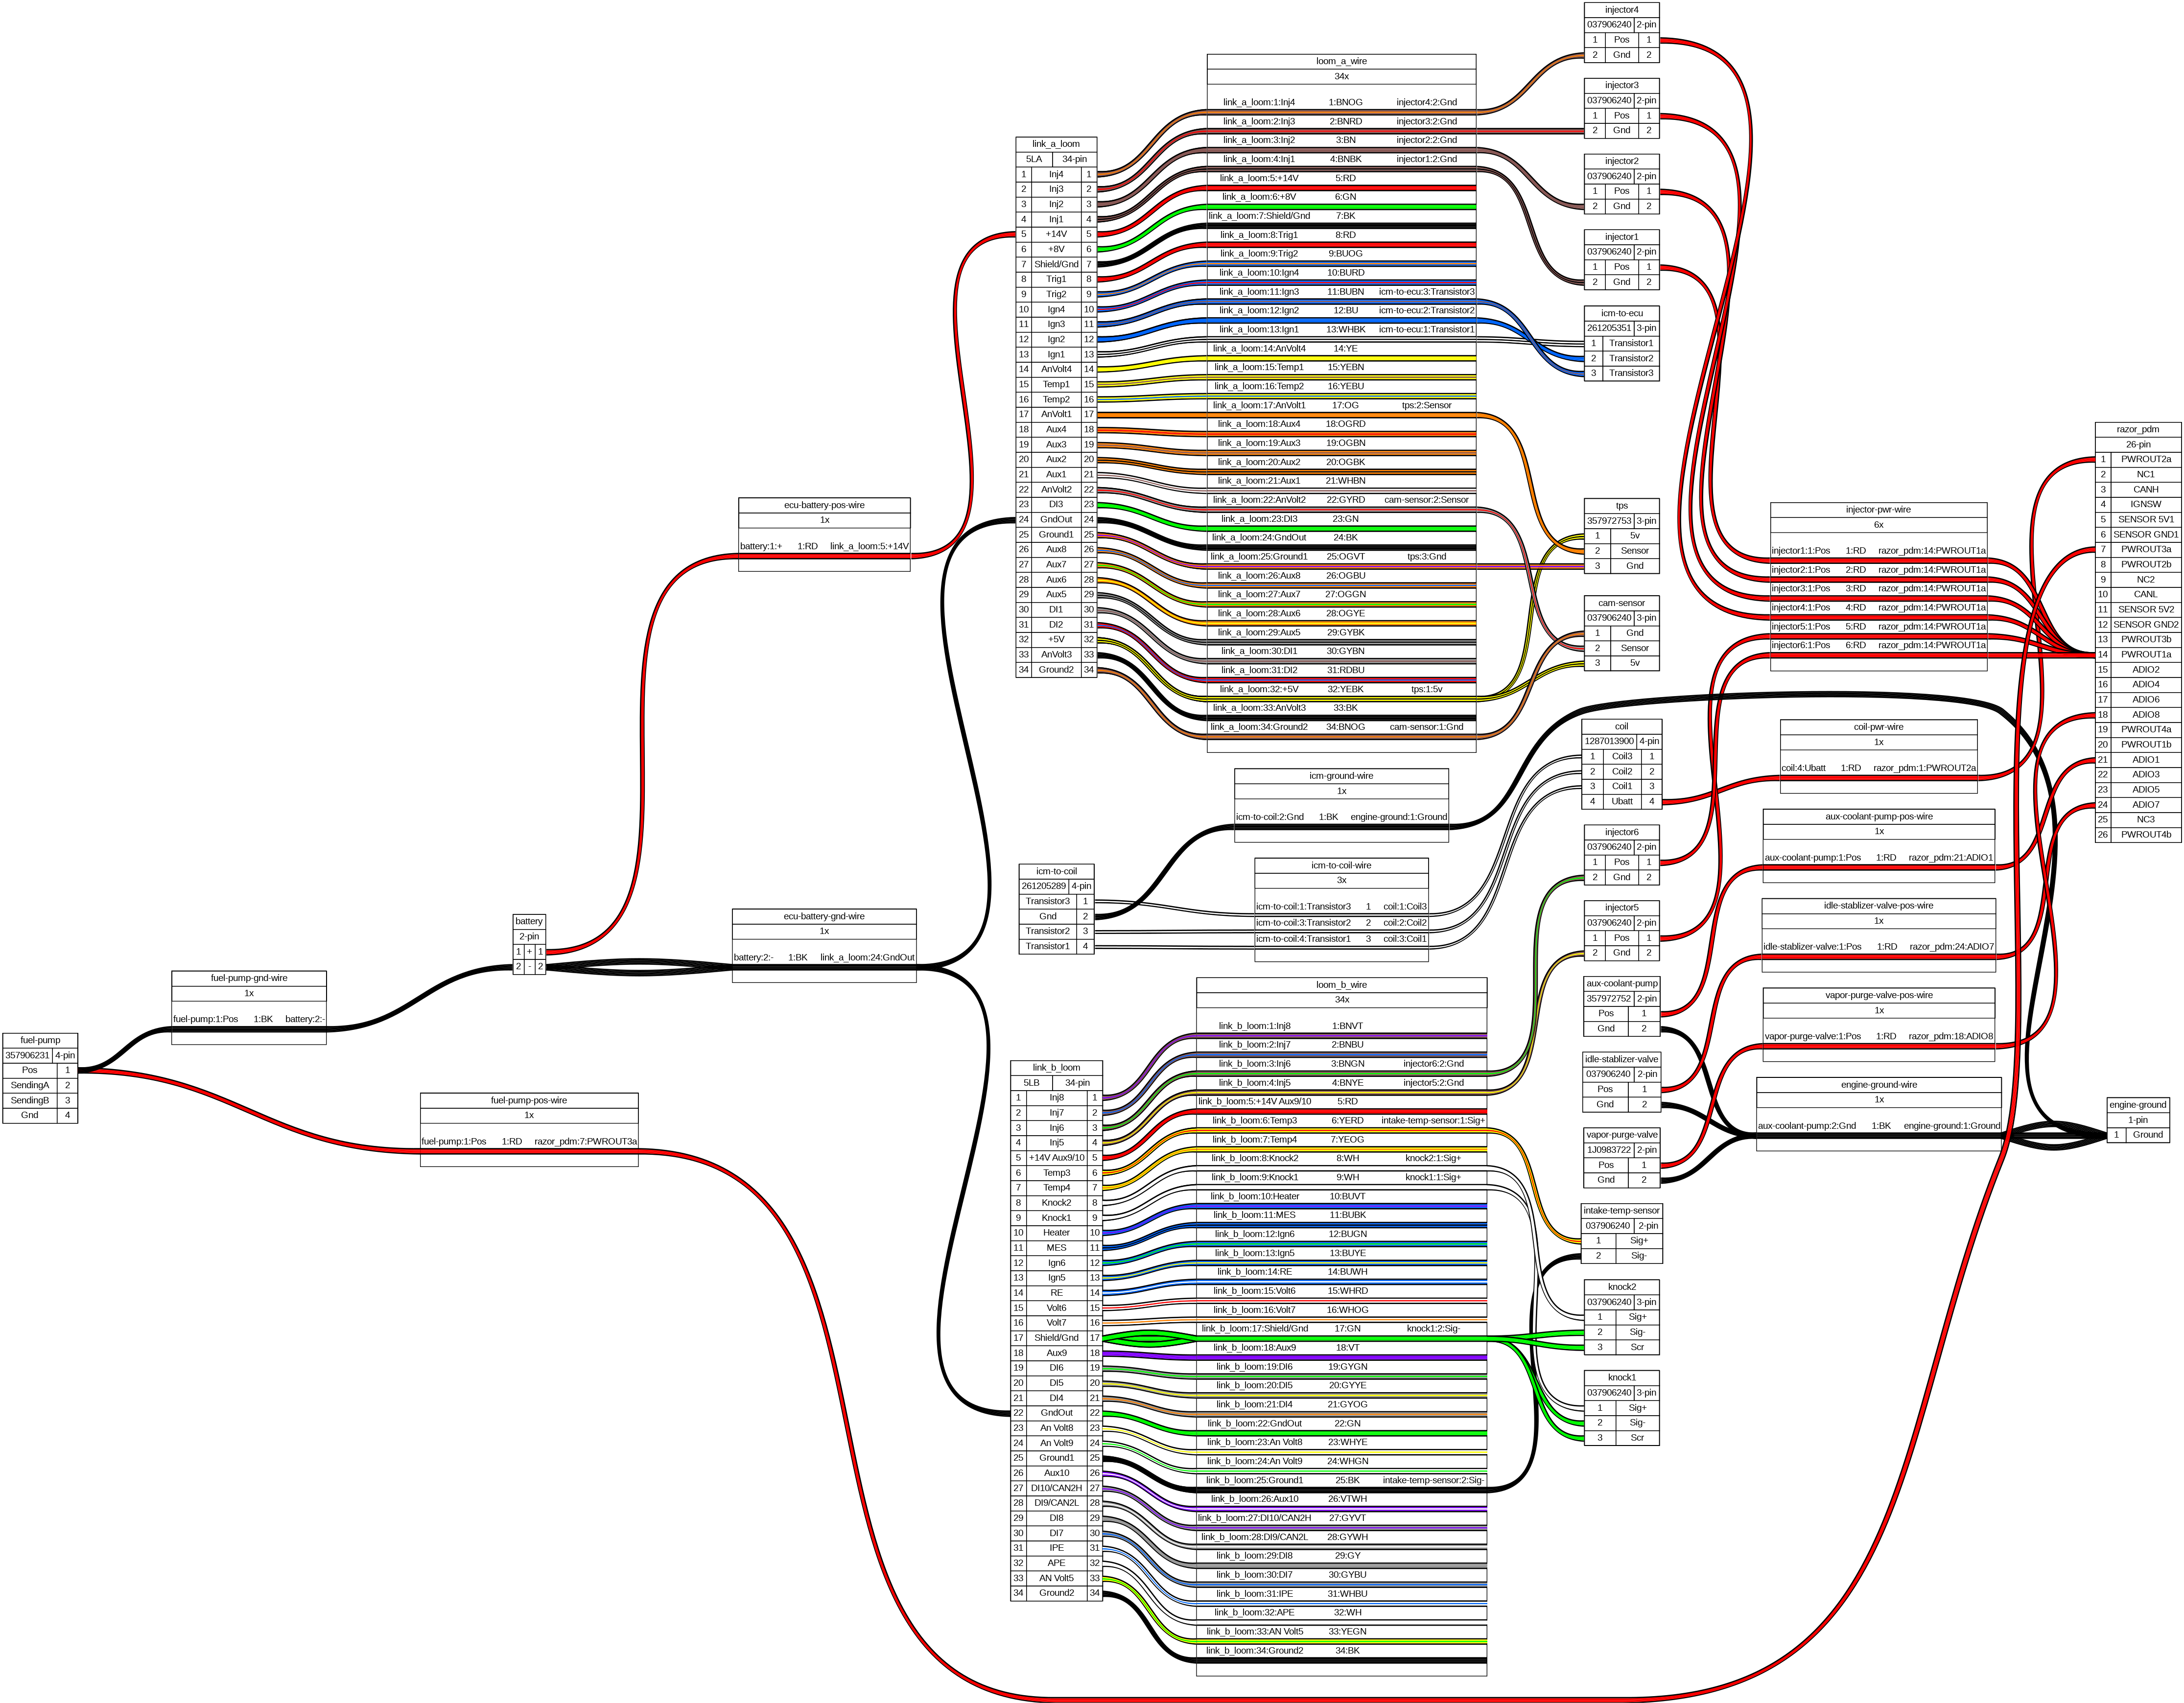 injector4
037906240 2-pin
1 Pos 1
2 Gnd 2
injector3
037906240 2-pin
1 Pos 1
2 Gnd 2
injector2
037906240 2-pin
1 Pos 1
2 Gnd 2
injector1
037906240 2-pin
1 Pos 1
2 Gnd 2
icm-to-ecu
261205351 3-pin
1 Transistor1
2 Transistor2
3 Transistor3
loom_a_wire
34x
link_a_loom:1:Inj4 1:BNOG injector4:2:Gnd
link_a_loom:2:Inj3 2:BNRD injector3:2:Gnd
link_a_loom:3:Inj2 3:BN injector2:2:Gnd
link_a_loom:4:Inj1 4:BNBK injector1:2:Gnd
link_a_loom:5:+14V 5:RD
link_a_loom:6:+8V 6:GN
link_a_loom:7:Shield/Gnd 7:BK
link_a_loom:8:Trig1 8:RD
link_a_loom:9:Trig2 9:BUOG
link_a_loom:10:Ign4 10:BURD
link_a_loom:11:Ign3 11:BUBN icm-to-ecu:3:Transistor3
link_a_loom:12:Ign2 12:BU icm-to-ecu:2:Transistor2
link_a_loom:13:Ign1 13:WHBK icm-to-ecu:1:Transistor1
link_a_loom:14:AnVolt4 14:YE
link_a_loom:15:Temp1 15:YEBN
link_a_loom:16:Temp2 16:YEBU
link_a_loom:17:AnVolt1 17:OG tps:2:Sensor
link_a_loom:18:Aux4 18:OGRD
link_a_loom:19:Aux3 19:OGBN
link_a_loom:20:Aux2 20:OGBK
link_a_loom:21:Aux1 21:WHBN
link_a_loom:22:AnVolt2 22:GYRD cam-sensor:2:Sensor
link_a_loom:23:DI3 23:GN
link_a_loom:24:GndOut 24:BK
link_a_loom:25:Ground1 25:OGVT tps:3:Gnd
link_a_loom:26:Aux8 26:OGBU
link_a_loom:27:Aux7 27:OGGN
link_a_loom:28:Aux6 28:OGYE
link_a_loom:29:Aux5 29:GYBK
link_a_loom:30:DI1 30:GYBN
link_a_loom:31:DI2 31:RDBU
link_a_loom:32:+5V 32:YEBK tps:1:5v
link_a_loom:33:AnVolt3 33:BK
link_a_loom:34:Ground2 34:BNOG cam-sensor:1:Gnd
link_a_loom
5LA 34-pin
1 Inj4 1
2 Inj3 2
3 Inj2 3
4 Inj1 4
5 +14V 5
6 +8V 6
7 Shield/Gnd 7
8 Trig1 8
9 Trig2 9
10 Ign4 10
11 Ign3 11
12 Ign2 12
13 Ign1 13
14 AnVolt4 14
15 Temp1 15
16 Temp2 16
17 AnVolt1 17
18 Aux4 18
19 Aux3 19
20 Aux2 20
21 Aux1 21
22 AnVolt2 22
23 DI3 23
24 GndOut 24
25 Ground1 25
26 Aux8 26
27 Aux7 27
28 Aux6 28
29 Aux5 29
30 DI1 30
31 DI2 31
32 +5V 32
33 AnVolt3 33
34 Ground2 34
ecu-battery-pos-wire
1x
battery:1:+ 1:RD link_a_loom:5:+14V
tps
357972753 3-pin
1 5v
2 Sensor
3 Gnd
cam-sensor
037906240 3-pin
1 Gnd
2 Sensor
3 5v
injector-pwr-wire
6x
injector1:1:Pos 1:RD razor_pdm:14:PWROUT1a
injector2:1:Pos 2:RD razor_pdm:14:PWROUT1a
injector3:1:Pos 3:RD razor_pdm:14:PWROUT1a
injector4:1:Pos 4:RD razor_pdm:14:PWROUT1a
injector5:1:Pos 5:RD razor_pdm:14:PWROUT1a
injector6:1:Pos 6:RD razor_pdm:14:PWROUT1a
razor_pdm
26-pin
1 PWROUT2a
2 NC1
3 CANH
4 IGNSW
5 SENSOR 5V1
6 SENSOR GND1
7 PWROUT3a
8 PWROUT2b
9 NC2
10 CANL
11 SENSOR 5V2
12 SENSOR GND2
13 PWROUT3b
14 PWROUT1a
15 ADIO2
16 ADIO4
17 ADIO6
18 ADIO8
19 PWROUT4a
20 PWROUT1b
21 ADIO1
22 ADIO3
23 ADIO5
24 ADIO7
25 NC3
26 PWROUT4b
coil
1287013900 4-pin
1 Coil3 1
2 Coil2 2
3 Coil1 3
4 Ubatt 4
coil-pwr-wire
1x
coil:4:Ubatt 1:RD razor_pdm:1:PWROUT2a
icm-ground-wire
1x
icm-to-coil:2:Gnd 1:BK engine-ground:1:Ground
icm-to-coil
261205289 4-pin
Transistor3 1
Gnd 2
Transistor2 3
Transistor1 4
icm-to-coil-wire
3x
icm-to-coil:1:Transistor3 1 coil:1:Coil3
icm-to-coil:3:Transistor2 2 coil:2:Coil2
icm-to-coil:4:Transistor1 3 coil:3:Coil1
injector6
037906240 2-pin
1 Pos 1
2 Gnd 2
injector5
037906240 2-pin
1 Pos 1
2 Gnd 2
aux-coolant-pump-pos-wire
1x
aux-coolant-pump:1:Pos 1:RD razor_pdm:21:ADIO1
idle-stablizer-valve-pos-wire
1x
idle-stablizer-valve:1:Pos 1:RD razor_pdm:24:ADIO7
vapor-purge-valve-pos-wire
1x
vapor-purge-valve:1:Pos 1:RD razor_pdm:18:ADIO8
engine-ground-wire
1x
aux-coolant-pump:2:Gnd 1:BK engine-ground:1:Ground
engine-ground
1-pin
1 Ground
aux-coolant-pump
357972752 2-pin
Pos 1
Gnd 2
idle-stablizer-valve
037906240 2-pin
Pos 1
Gnd 2
vapor-purge-valve
1J0983722 2-pin
Pos 1
Gnd 2
intake-temp-sensor
037906240 2-pin
1 Sig+
2 Sig-
knock2
037906240 3-pin
1 Sig+
2 Sig-
3 Scr
knock1
037906240 3-pin
1 Sig+
2 Sig-
3 Scr
battery
2-pin
1 + 1
2 - 2
ecu-battery-gnd-wire
1x
battery:2:- 1:BK link_a_loom:24:GndOut
fuel-pump-gnd-wire
1x
fuel-pump:1:Pos 1:BK battery:2:-
fuel-pump
357906231 4-pin
Pos 1
SendingA 2
SendingB 3
Gnd 4
fuel-pump-pos-wire
1x
fuel-pump:1:Pos 1:RD razor_pdm:7:PWROUT3a
link_b_loom
5LB 34-pin
1 Inj8 1
2 Inj7 2
3 Inj6 3
4 Inj5 4
5 +14V Aux9/10 5
6 Temp3 6
7 Temp4 7
8 Knock2 8
9 Knock1 9
10 Heater 10
11 MES 11
12 Ign6 12
13 Ign5 13
14 RE 14
15 Volt6 15
16 Volt7 16
17 Shield/Gnd 17
18 Aux9 18
19 DI6 19
20 DI5 20
21 DI4 21
22 GndOut 22
23 An Volt8 23
24 An Volt9 24
25 Ground1 25
26 Aux10 26
27 DI10/CAN2H 27
28 DI9/CAN2L 28
29 DI8 29
30 DI7 30
31 IPE 31
32 APE 32
33 AN Volt5 33
34 Ground2 34
loom_b_wire
34x
link_b_loom:1:Inj8 1:BNVT
link_b_loom:2:Inj7 2:BNBU
link_b_loom:3:Inj6 3:BNGN injector6:2:Gnd
link_b_loom:4:Inj5 4:BNYE injector5:2:Gnd
link_b_loom:5:+14V Aux9/10 5:RD
link_b_loom:6:Temp3 6:YERD intake-temp-sensor:1:Sig+
link_b_loom:7:Temp4 7:YEOG
link_b_loom:8:Knock2 8:WH knock2:1:Sig+
link_b_loom:9:Knock1 9:WH knock1:1:Sig+
link_b_loom:10:Heater 10:BUVT
link_b_loom:11:MES 11:BUBK
link_b_loom:12:Ign6 12:BUGN
link_b_loom:13:Ign5 13:BUYE
link_b_loom:14:RE 14:BUWH
link_b_loom:15:Volt6 15:WHRD
link_b_loom:16:Volt7 16:WHOG
link_b_loom:17:Shield/Gnd 17:GN knock1:2:Sig-
link_b_loom:18:Aux9 18:VT
link_b_loom:19:DI6 19:GYGN
link_b_loom:20:DI5 20:GYYE
link_b_loom:21:DI4 21:GYOG
link_b_loom:22:GndOut 22:GN
link_b_loom:23:An Volt8 23:WHYE
link_b_loom:24:An Volt9 24:WHGN
link_b_loom:25:Ground1 25:BK intake-temp-sensor:2:Sig-
link_b_loom:26:Aux10 26:VTWH
link_b_loom:27:DI10/CAN2H 27:GYVT
link_b_loom:28:DI9/CAN2L 28:GYWH
link_b_loom:29:DI8 29:GY
link_b_loom:30:DI7 30:GYBU
link_b_loom:31:IPE 31:WHBU
link_b_loom:32:APE 32:WH
link_b_loom:33:AN Volt5 33:YEGN
link_b_loom:34:Ground2 34:BK